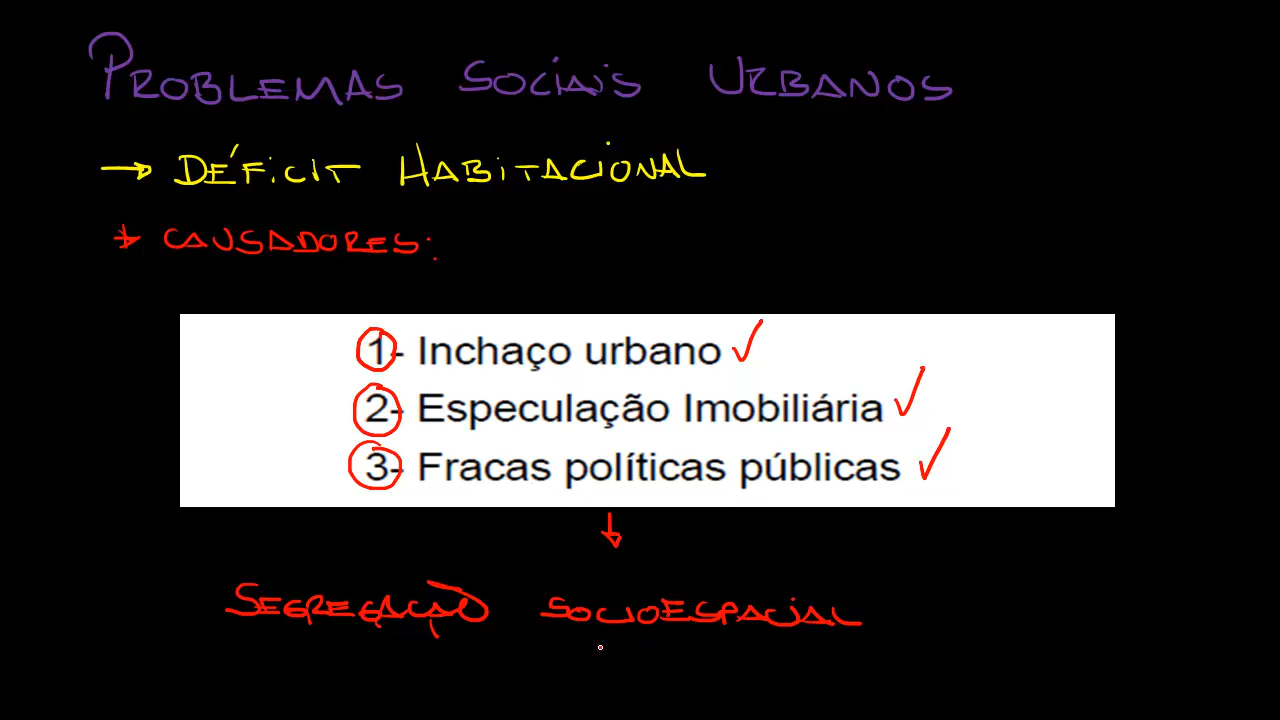 PROBLEMAS SOCIAIS URBANOS
→ DÉFICIT HABITACIONAL
* CAUSADORES:
1- Inchaço urbano ✓
2- Especulação Imobiliária ✓
3- Fracas políticas públicas ✓
↓
SEGREGAÇÃO SOCIOESPACIAL